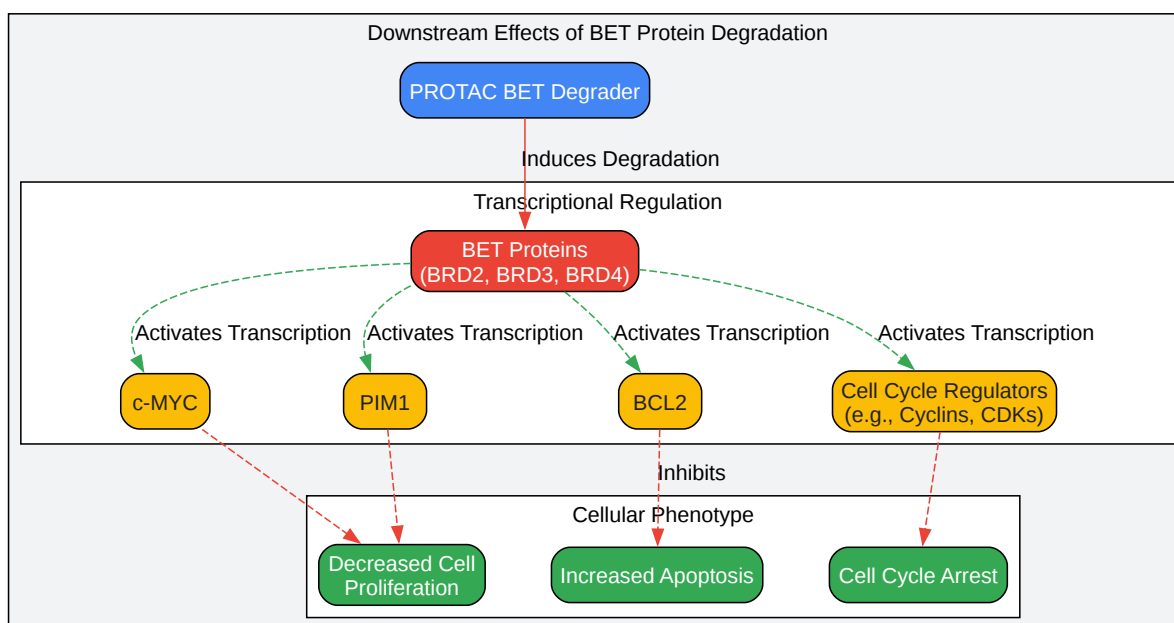 Downstream Effects of BET Protein Degradation
PROTAC BET Degrader
Induces Degradation
Transcriptional Regulation
BET Proteins
(BRD2, BRD3, BRD4)
Activates Transcription
Activates Transcription
Activates Transcription
Activates Transcription
c-MYC
PIM1
BCL2
Cell Cycle Regulators
(e.g., Cyclins, CDKs)
Inhibits
Cellular Phenotype
Decreased Cell
Proliferation
Increased Apoptosis
Cell Cycle Arrest